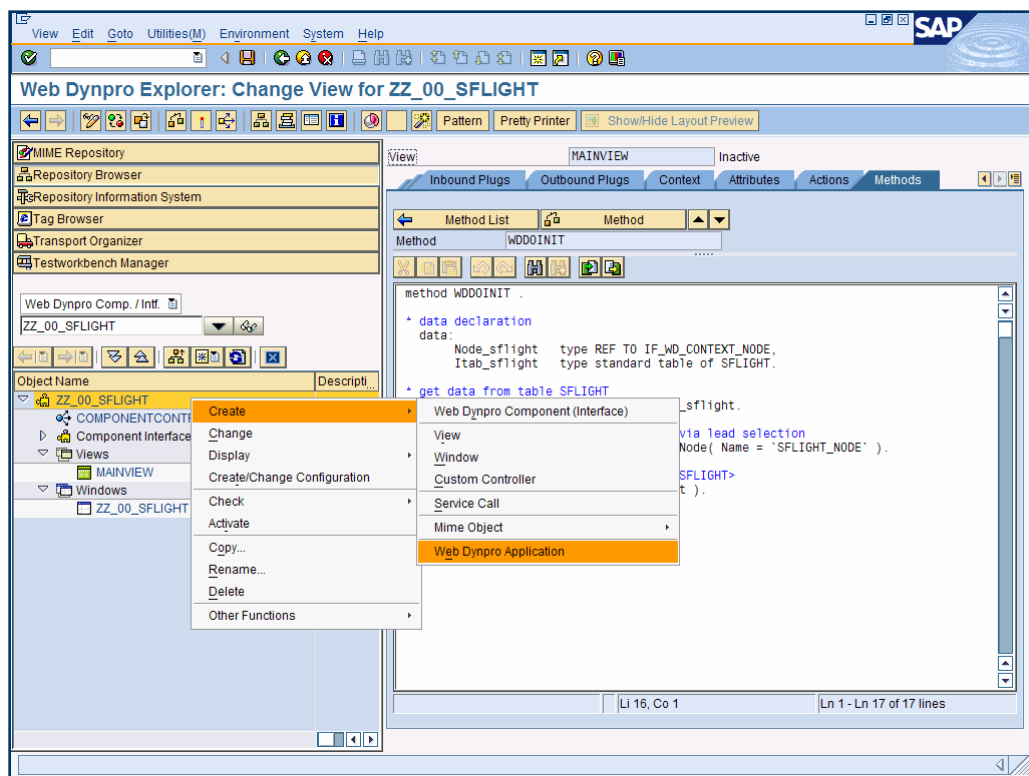 View Edit Goto Utilities(M) Environment System Help
SAP
Web Dynpro Explorer: Change View for ZZ_00_SFLIGHT
Pattern Pretty Printer Show/Hide Layout Preview
MIME Repository
Repository Browser
Repository Information System
Tag Browser
Transport Organizer
Testworkbench Manager
Web Dynpro Comp. / Intf.
ZZ_00_SFLIGHT
Object Name Descripti...
ZZ_00_SFLIGHT
COMPONENTCONT
Component Interface
Views
MAINVIEW
Windows
ZZ_00_SFLIGHT
Create
Change
Display
Create/Change Configuration
Check
Activate
Copy...
Rename...
Delete
Other Functions
Web Dynpro Component (Interface)
View
Window
Custom Controller
Service Call
Mime Object
Web Dynpro Application
View MAINVIEW Inactive
Inbound Plugs Outbound Plugs Context Attributes Actions Methods
Method List Method
Method WDDOINIT
method WDDOINIT .
* data declaration
data:
Node_sflight type REF TO IF_WD_CONTEXT_NODE,
Itab_sflight type standard table of SFLIGHT.
* get data from table SFLIGHT
_sflight.
via lead selection
Node( Name = `SFLIGHT_NODE` ).
SFLIGHT>
t ).
Li 16, Co 1 Ln 1 - Ln 17 of 17 lines